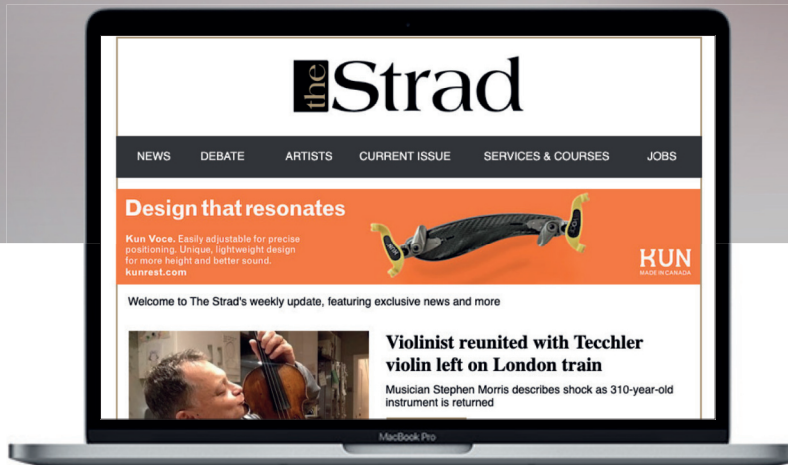 the Strad
NEWS DEBATE ARTISTS CURRENT ISSUE SERVICES & COURSES JOBS
Design that resonates
Kun Voce. Easily adjustable for precise
positioning. Unique, lightweight design
for more height and better sound.
kunrest.com
KUN
MADE IN CANADA
Welcome to The Strad's weekly update, featuring exclusive news and more
Violinist reunited with Tecchler
violin left on London train
Musician Stephen Morris describes shock as 310-year-old
instrument is returned
MacBook Pro